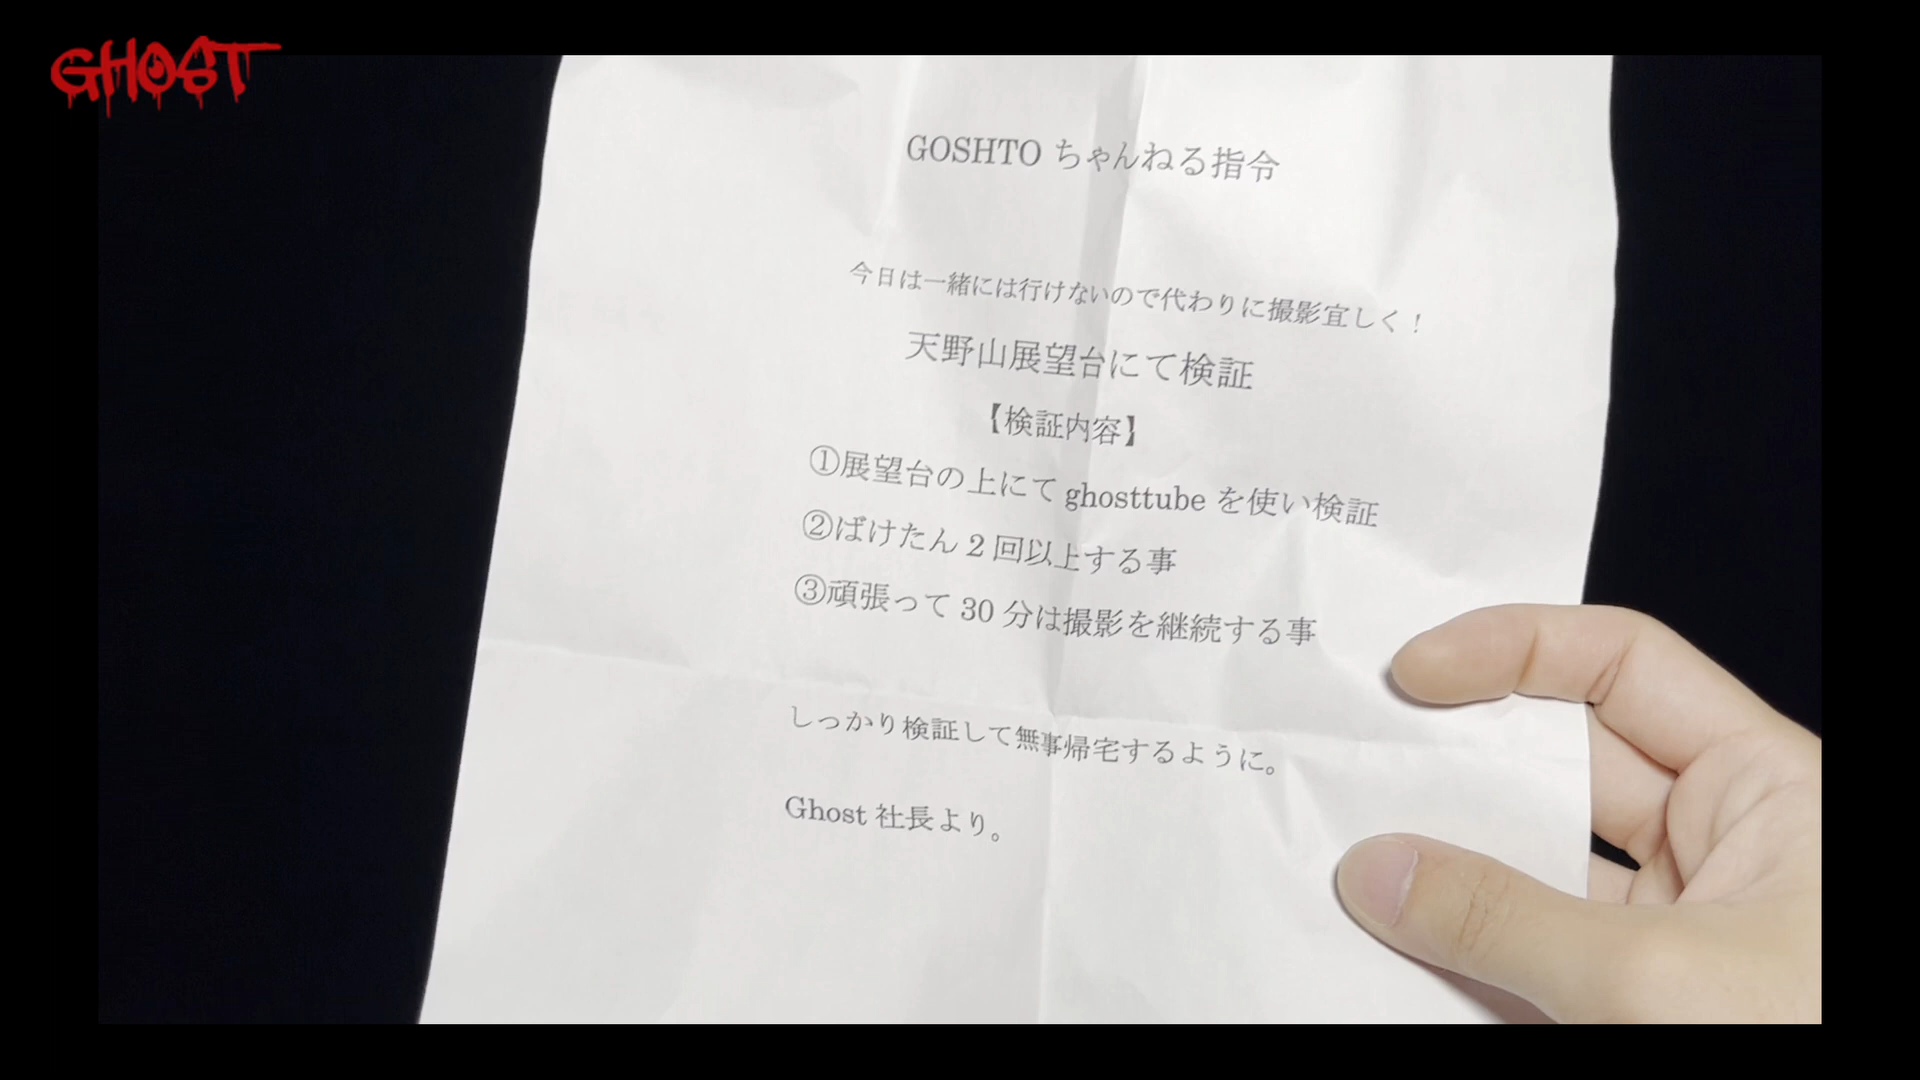 GHOST
GOSHTO ちゃんねる指令
今日は一緒には行けないので代わりに撮影宜しく！
天野山展望台にて検証
【検証内容】
①展望台の上にて ghosttube を使い検証
②ばけたん 2 回以上する事
③頑張って 30 分は撮影を継続する事
しっかり検証して無事帰宅するように。
Ghost 社長より。